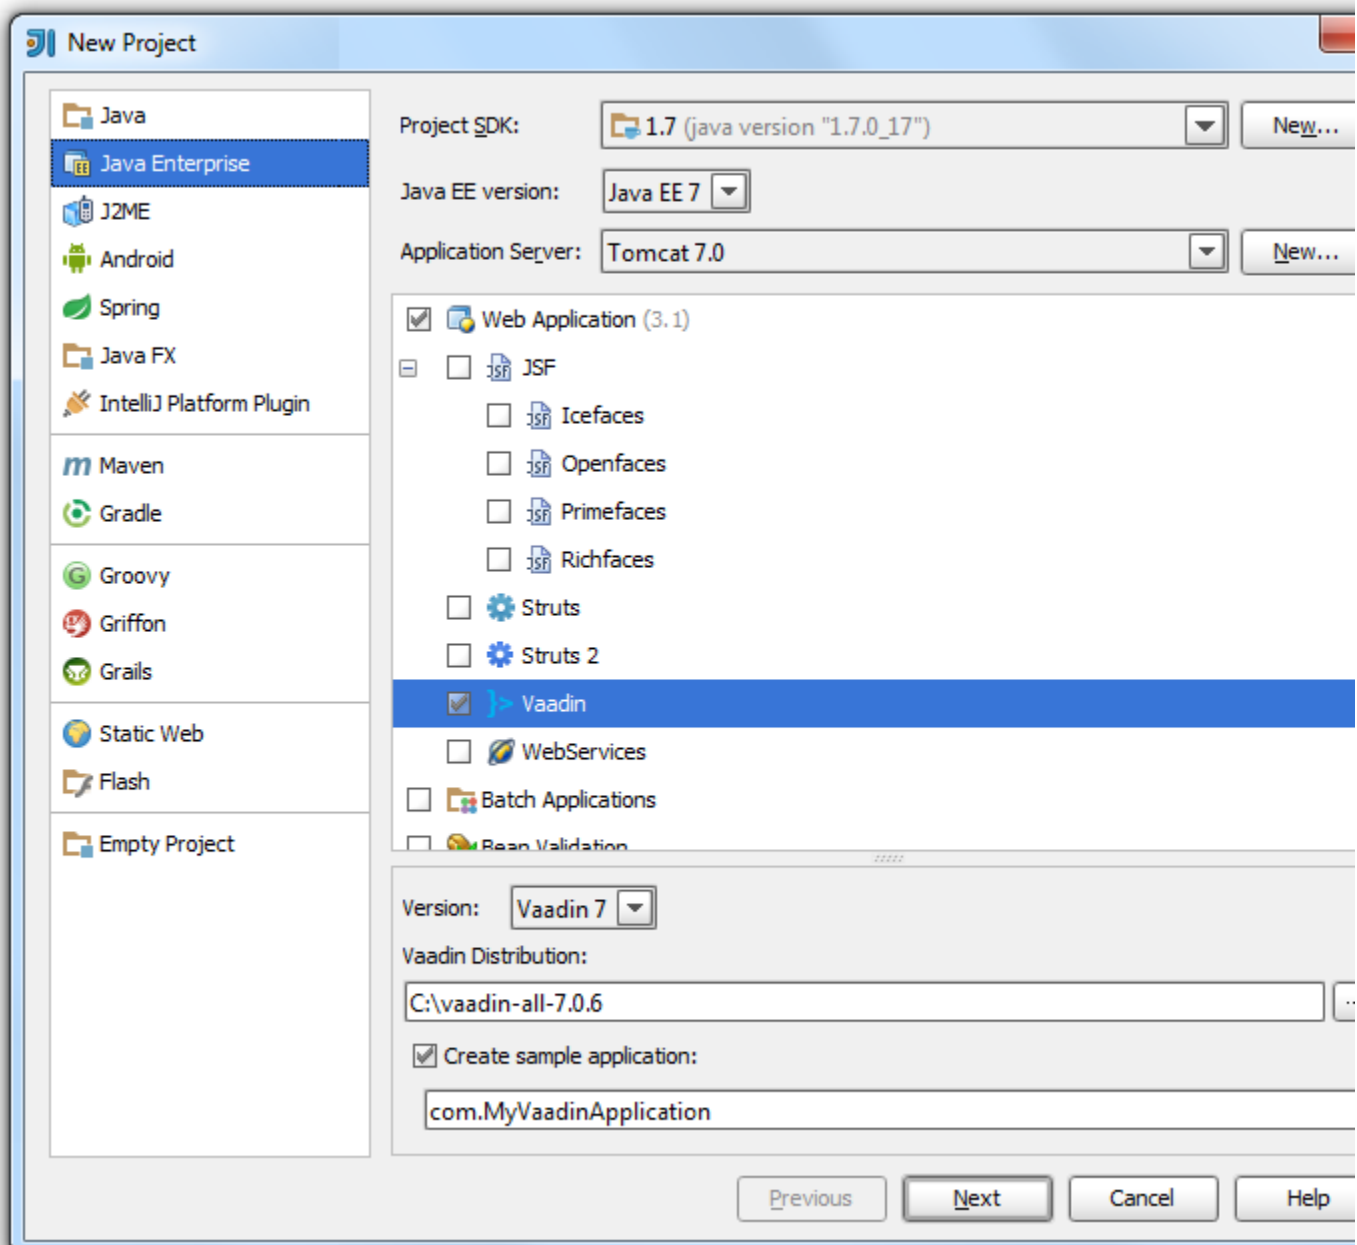 New Project
Java
Java Enterprise
J2ME
Android
Spring
Java FX
IntelliJ Platform Plugin
Maven
Gradle
Groovy
Griffon
Grails
Static Web
Flash
Empty Project
Project SDK: 1.7 (java version "1.7.0_17") New...
Java EE version: Java EE 7
Application Server: Tomcat 7.0 New...
Web Application (3.1)
JSF
Icefaces
Openfaces
Primefaces
Richfaces
Struts
Struts 2
Vaadin
WebServices
Batch Applications
Bean Validation
Version: Vaadin 7
Vaadin Distribution:
C:\vaadin-all-7.0.6
Create sample application:
com.MyVaadinApplication
Previous Next Cancel Help